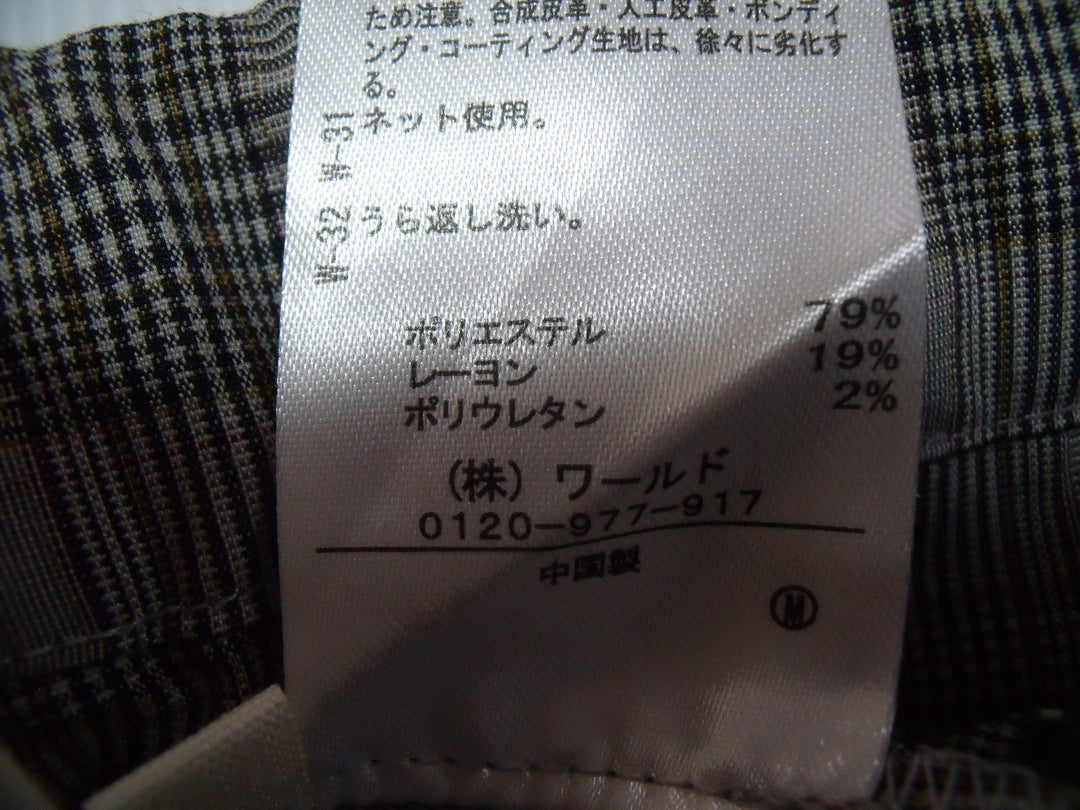 ため注意。合成皮革・人工皮革・ボンディ
ング・コーティング生地は、徐々に劣化す
る。
W-31 ネット使用。
W-32 うら返し洗い。
ポリエステル 79%
レーヨン 19%
ポリウレタン 2%
(株) ワールド
0120-977-917
中国製
Ⓜ